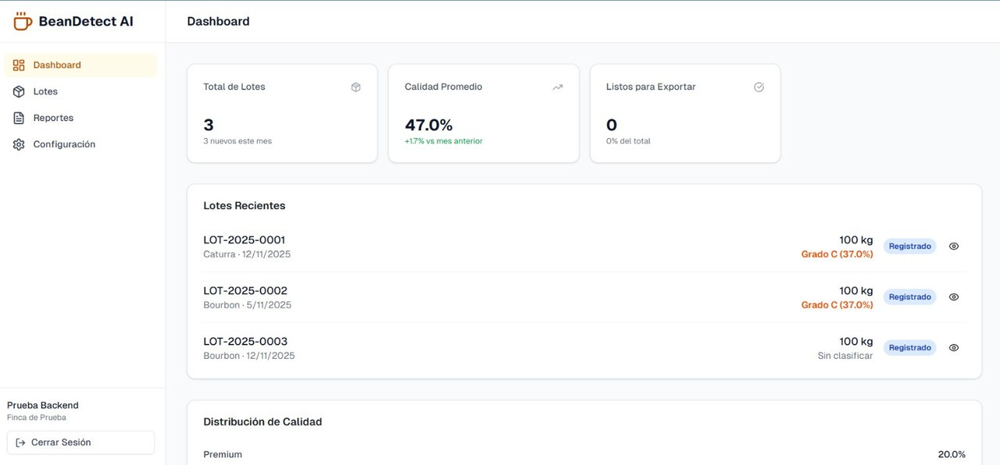 BeanDetect AI
Dashboard
Dashboard
Lotes
Reportes
Configuración
Prueba Backend
Finca de Prueba
Cerrar Sesión
Total de Lotes
3
3 nuevos este mes
Calidad Promedio
47.0%
+1.7% vs mes anterior
Listos para Exportar
0
0% del total
Lotes Recientes
LOT-2025-0001
Caturra · 12/11/2025
100 kg
Grado C (37.0%)
Registrado
LOT-2025-0002
Bourbon · 5/11/2025
100 kg
Grado C (37.0%)
Registrado
LOT-2025-0003
Bourbon · 12/11/2025
100 kg
Sin clasificar
Registrado
Distribución de Calidad
Premium 20.0%